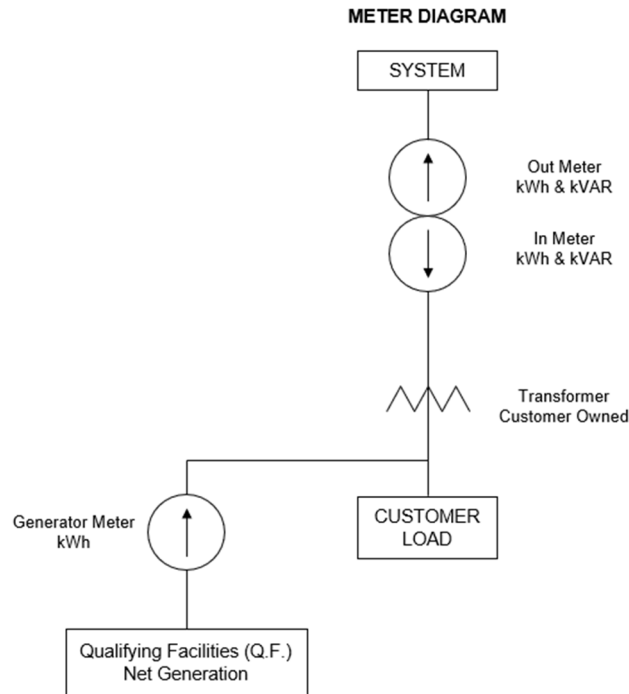 METER DIAGRAM
SYSTEM
Out Meter
kWh & kVAR
In Meter
kWh & kVAR
Transformer
Customer Owned
Generator Meter
kWh
CUSTOMER
LOAD
Qualifying Facilities (Q.F.)
Net Generation